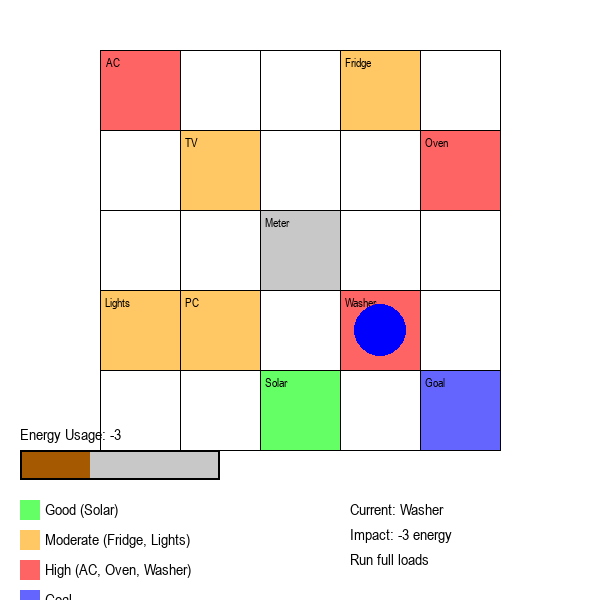 AC
Fridge
TV
Oven
Meter
Lights
PC
Washer
Solar
Goal
Energy Usage: -3
Good (Solar)
Moderate (Fridge, Lights)
High (AC, Oven, Washer)
Goal
Current: Washer
Impact: -3 energy
Run full loads